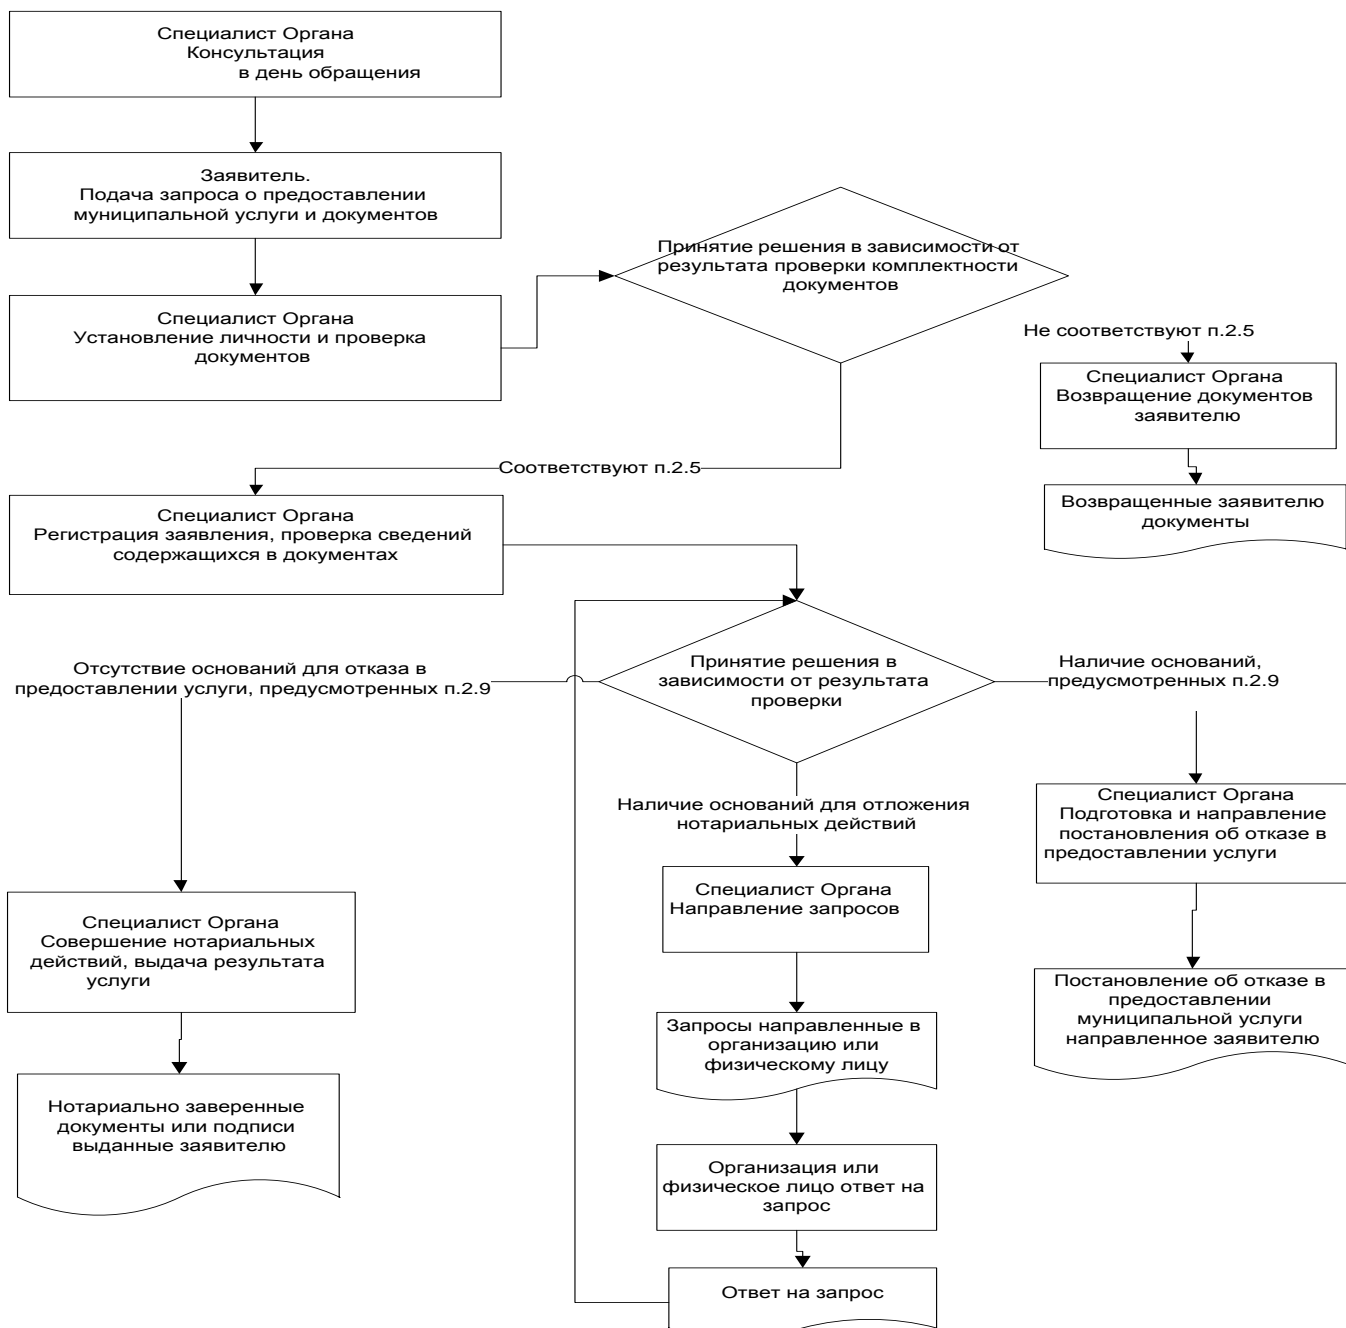 Специалист Органа
Консультация
в день обращения
Заявитель.
Подача запроса о предоставлении
муниципальной услуги и документов
Специалист Органа
Установление личности и проверка
документов
Принятие решения в зависимости от
результата проверки комплектности
документов
Не соответствуют п.2.5
Специалист Органа
Возвращение документов
заявителю
Возвращенные заявителю
документы
Соответствуют п.2.5
Специалист Органа
Регистрация заявления, проверка сведений
содержащихся в документах
Принятие решения в
зависимости от результата
проверки
Отсутствие оснований для отказа в
предоставлении услуги, предусмотренных п.2.9
Наличие оснований,
предусмотренных п.2.9
Наличие оснований для отложения
нотариальных действий
Специалист Органа
Подготовка и направление
постановления об отказе в
предоставлении услуги
Специалист Органа
Направление запросов
Специалист Органа
Совершение нотариальных
действий, выдача результата
услуги
Постановление об отказе в
предоставлении
муниципальной услуги
направленное заявителю
Запросы направленные в
организацию или
физическому лицу
Нотариально заверенные
документы или подписи
выданные заявителю
Организация или
физическое лицо ответ на
запрос
Ответ на запрос